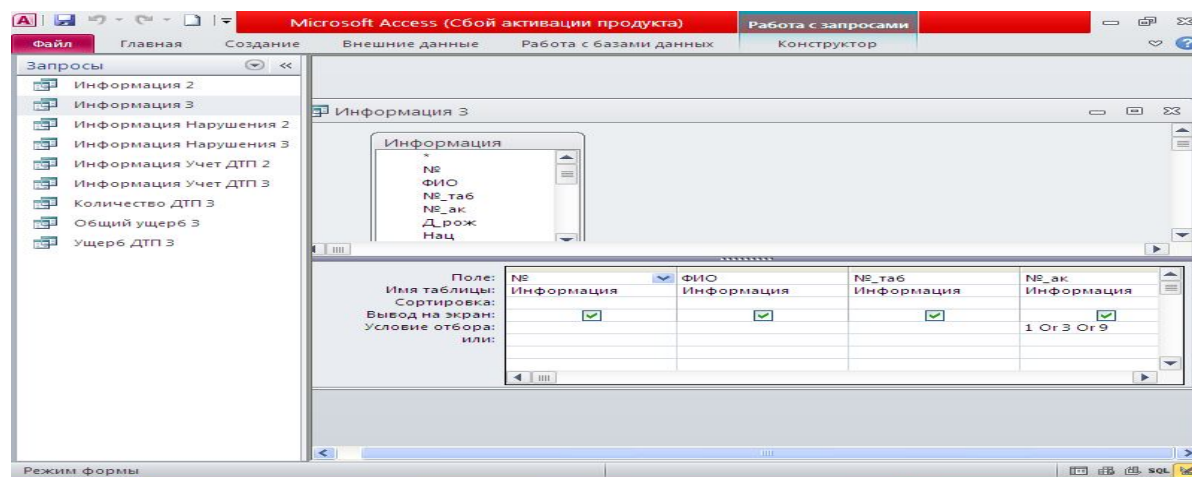 A
Microsoft Access (Сбой активации продукта)
Работа с запросами
Файл
Главная
Создание
Внешние данные
Работа с базами данных
Конструктор
Запросы
Информация 2
Информация 3
Информация Нарушения 2
Информация Нарушения 3
Информация Учет ДТП 2
Информация Учет ДТП 3
Количество ДТП 3
Общий ущерб 3
Ущерб ДТП 3
Информация 3
Информация
*
№
ФИО
№_таб
№_ак
Д_рож
Нац
Поле: № ФИО №_таб №_ак
Имя таблицы: Информация Информация Информация Информация
Сортировка:
Вывод на экран:
Условие отбора: 1 Or 3 Or 9
или:
Режим формы
SQL